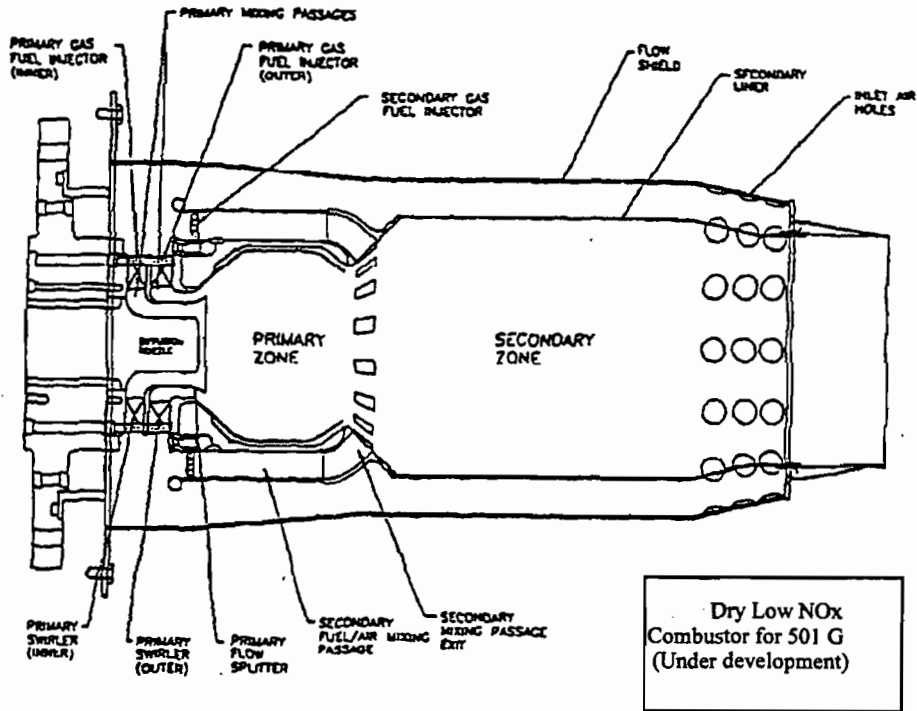 PRIMARY MIXING PASSAGES
PRIMARY GAS
FUEL INJECTOR
(INNER)
PRIMARY GAS
FUEL INJECTOR
(OUTER)
SECONDARY GAS
FUEL INJECTOR
FLOW
SHIELD
SECONDARY
LINER
INLET AIR
HOLES
DIFFUSION
NOZZLE
PRIMARY
ZONE
SECONDARY
ZONE
PRIMARY
SWIRLER
(INNER)
PRIMARY
SWIRLER
(OUTER)
PRIMARY
FLOW
SPLITTER
SECONDARY
FUEL/AIR MIXING
PASSAGE
SECONDARY
MIXING PASSAGE
EXIT
Dry Low NOx
Combustor for 501 G
(Under development)